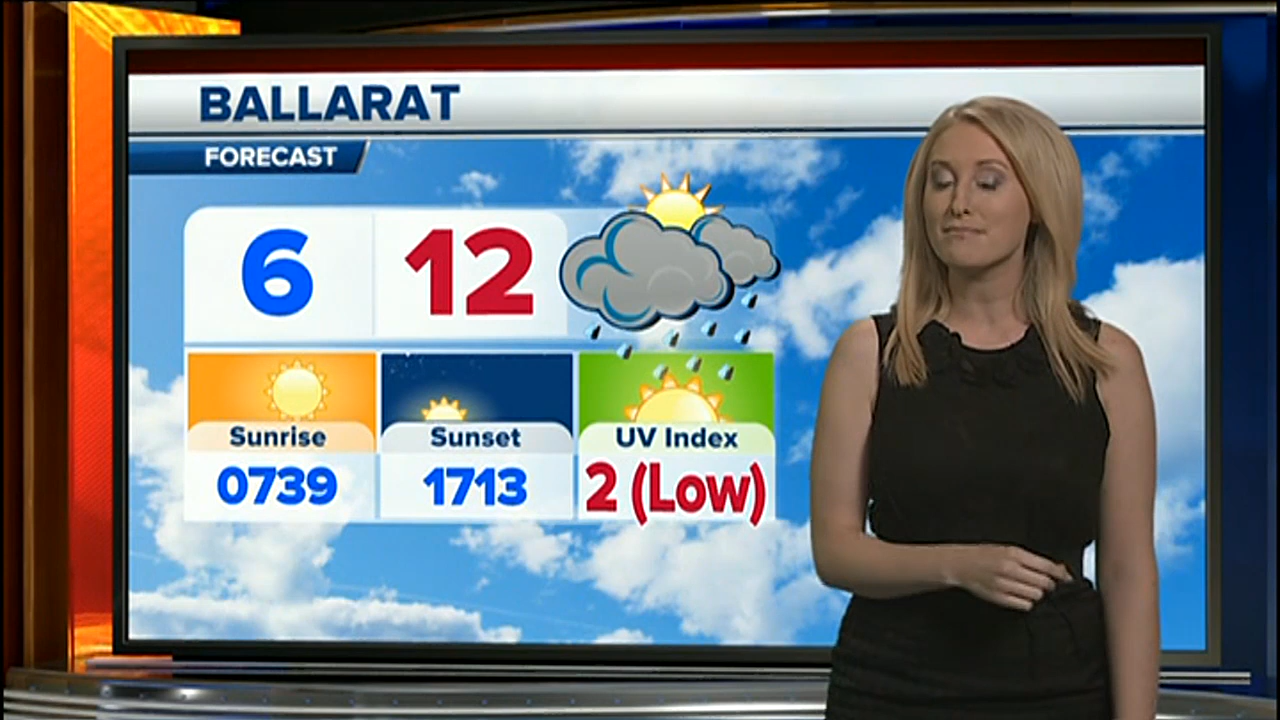 BALLARAT
FORECAST
6 12
Sunrise Sunset UV Index
0739 1713 2 (Low)